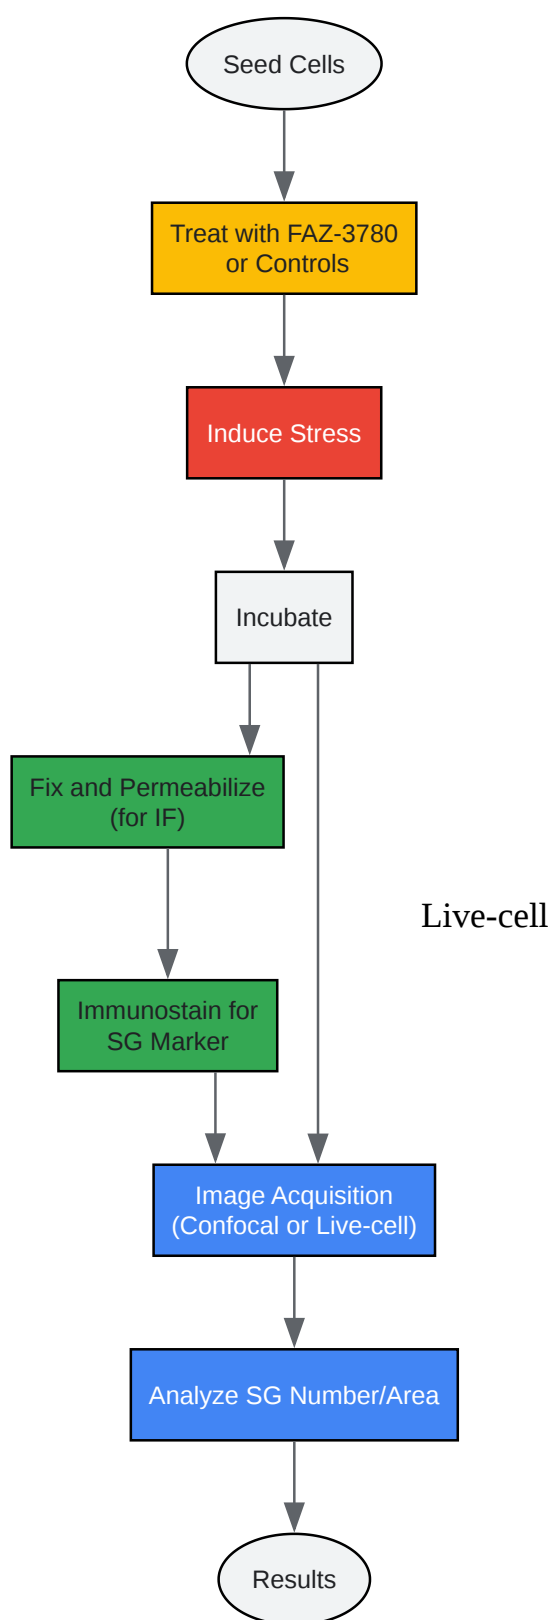 Seed Cells
Treat with FAZ-3780
or Controls
Induce Stress
Incubate
Fix and Permeabilize
(for IF)
Live-cell
Immunostain for
SG Marker
Image Acquisition
(Confocal or Live-cell)
Analyze SG Number/Area
Results